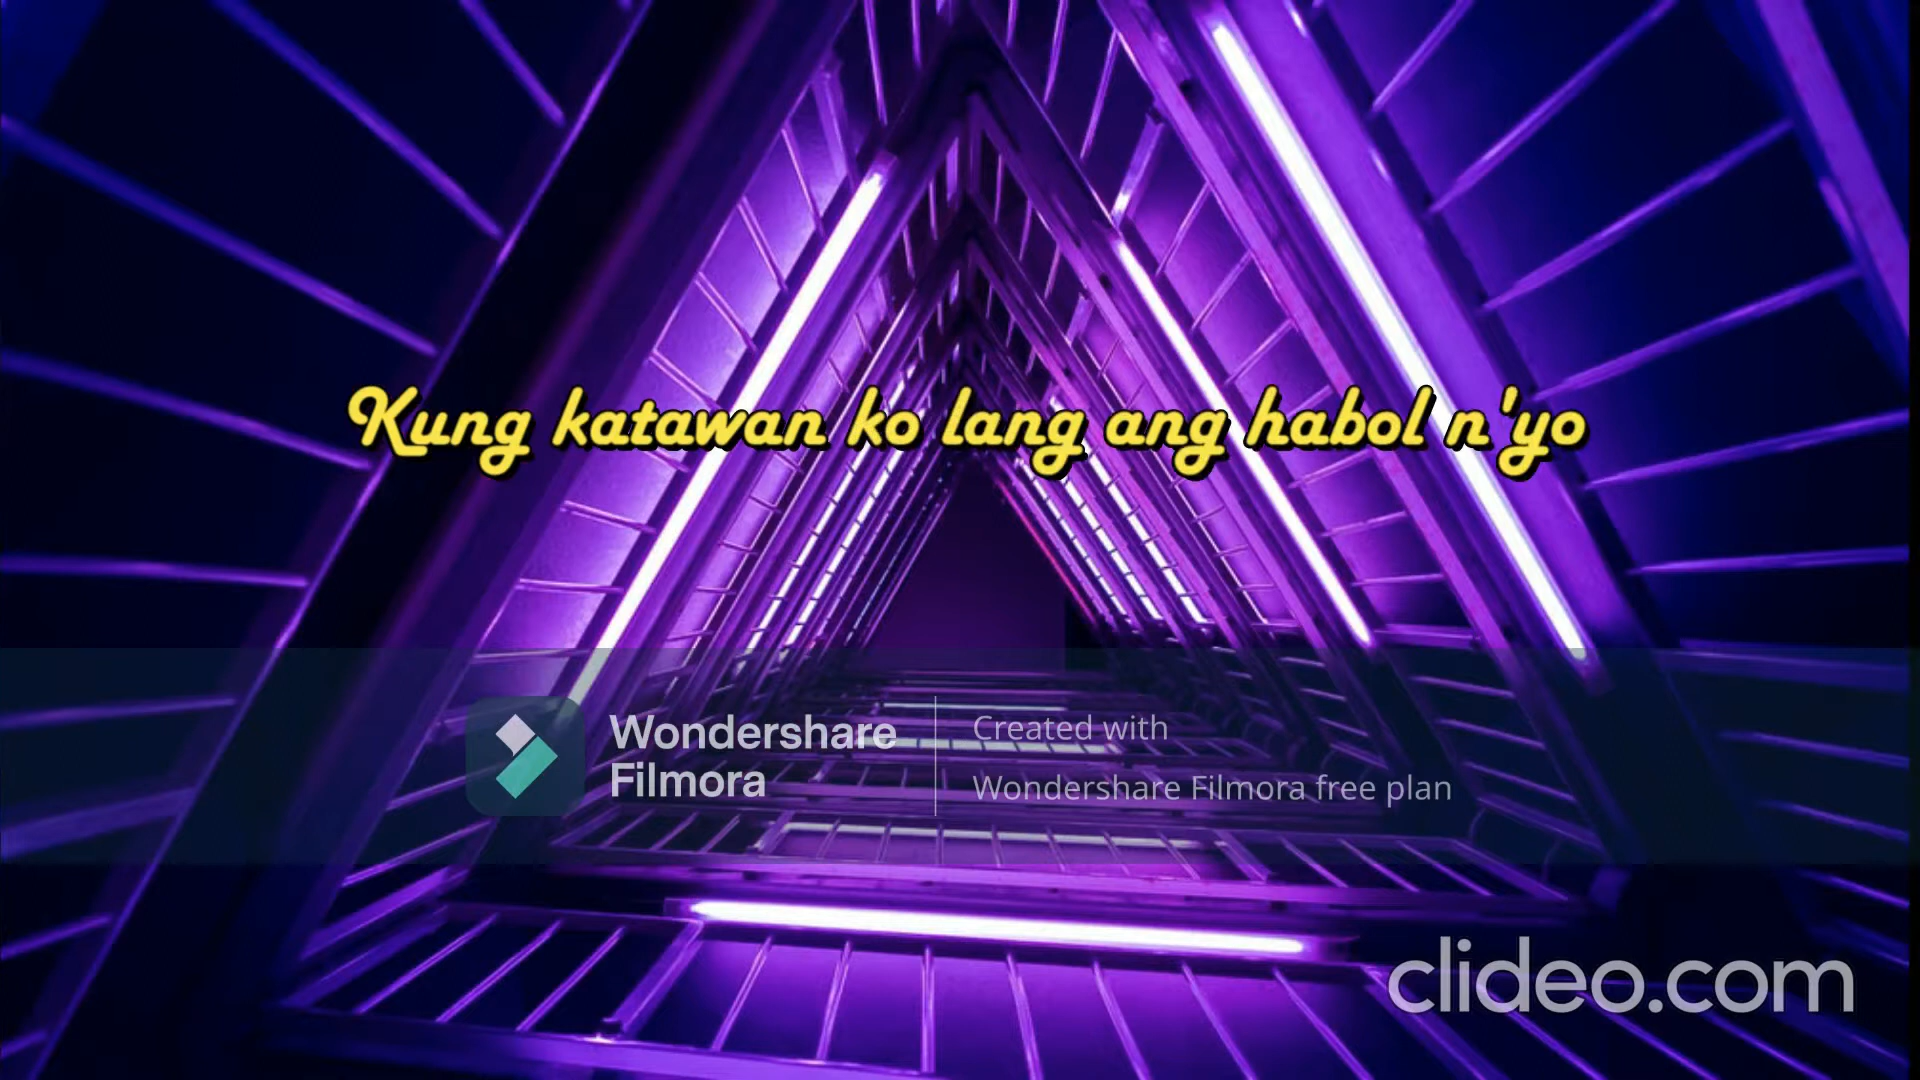 Kung katawan ko lang ang habol n'yo
Wondershare
Filmora
Created with
Wondershare Filmora free plan
clideo.com